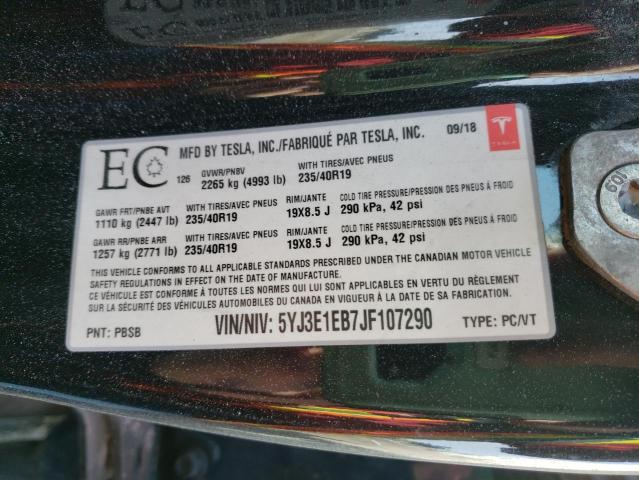 EC
126
MFD BY TESLA, INC./FABRIQUÉ PAR TESLA, INC. 09/18
TESLA
GVWR/PNBV WITH TIRES/AVEC PNEUS
2265 kg (4993 lb) 235/40R19
GAWR FRT/PNBE AVT WITH TIRES/AVEC PNEUS RIM/JANTE COLD TIRE PRESSURE/PRESSION DES PNEUS À FROID
1110 kg (2447 lb) 235/40R19 19X8.5 J 290 kPa, 42 psi
GAWR RR/PNBE ARR WITH TIRES/AVEC PNEUS RIM/JANTE COLD TIRE PRESSURE/PRESSION DES PNEUS À FROID
1257 kg (2771 lb) 235/40R19 19X8.5 J 290 kPa, 42 psi
THIS VEHICLE CONFORMS TO ALL APPLICABLE STANDARDS PRESCRIBED UNDER THE CANADIAN MOTOR VEHICLE
SAFETY REGULATIONS IN EFFECT ON THE DATE OF MANUFACTURE.
CE VÉHICULE EST CONFORME À TOUTES LES NORMES QUI LUI SONT APPLICABLES EN VERTU DU RÈGLEMENT
SUR LA SÉCURITÉ DES VÉHICULES AUTOMOBILES DU CANADA EN VIGUEUR À LA DATE DE SA FABRICATION.
PNT: PBSB VIN/NIV: 5YJ3E1EB7JF107290 TYPE: PC/VT